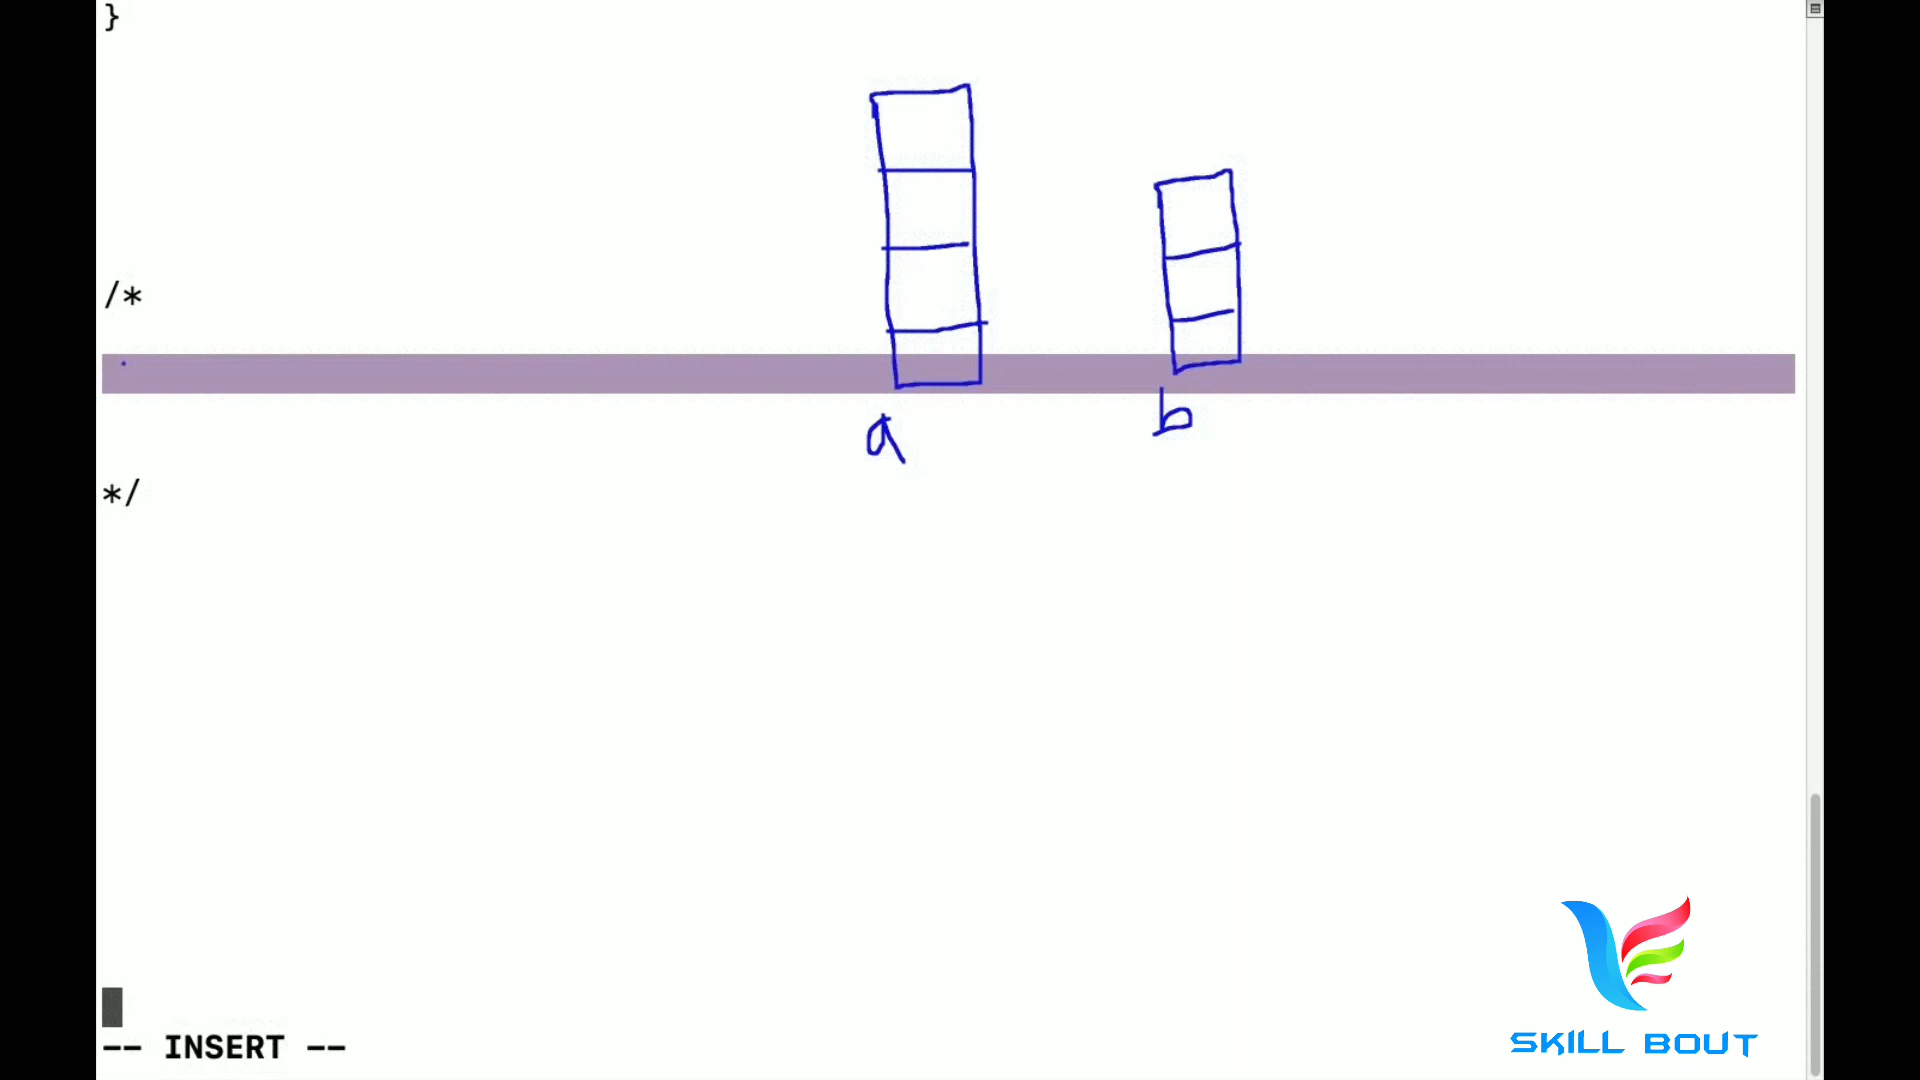 }
/*
a
b
*/
-- INSERT --
SKILL BOUT